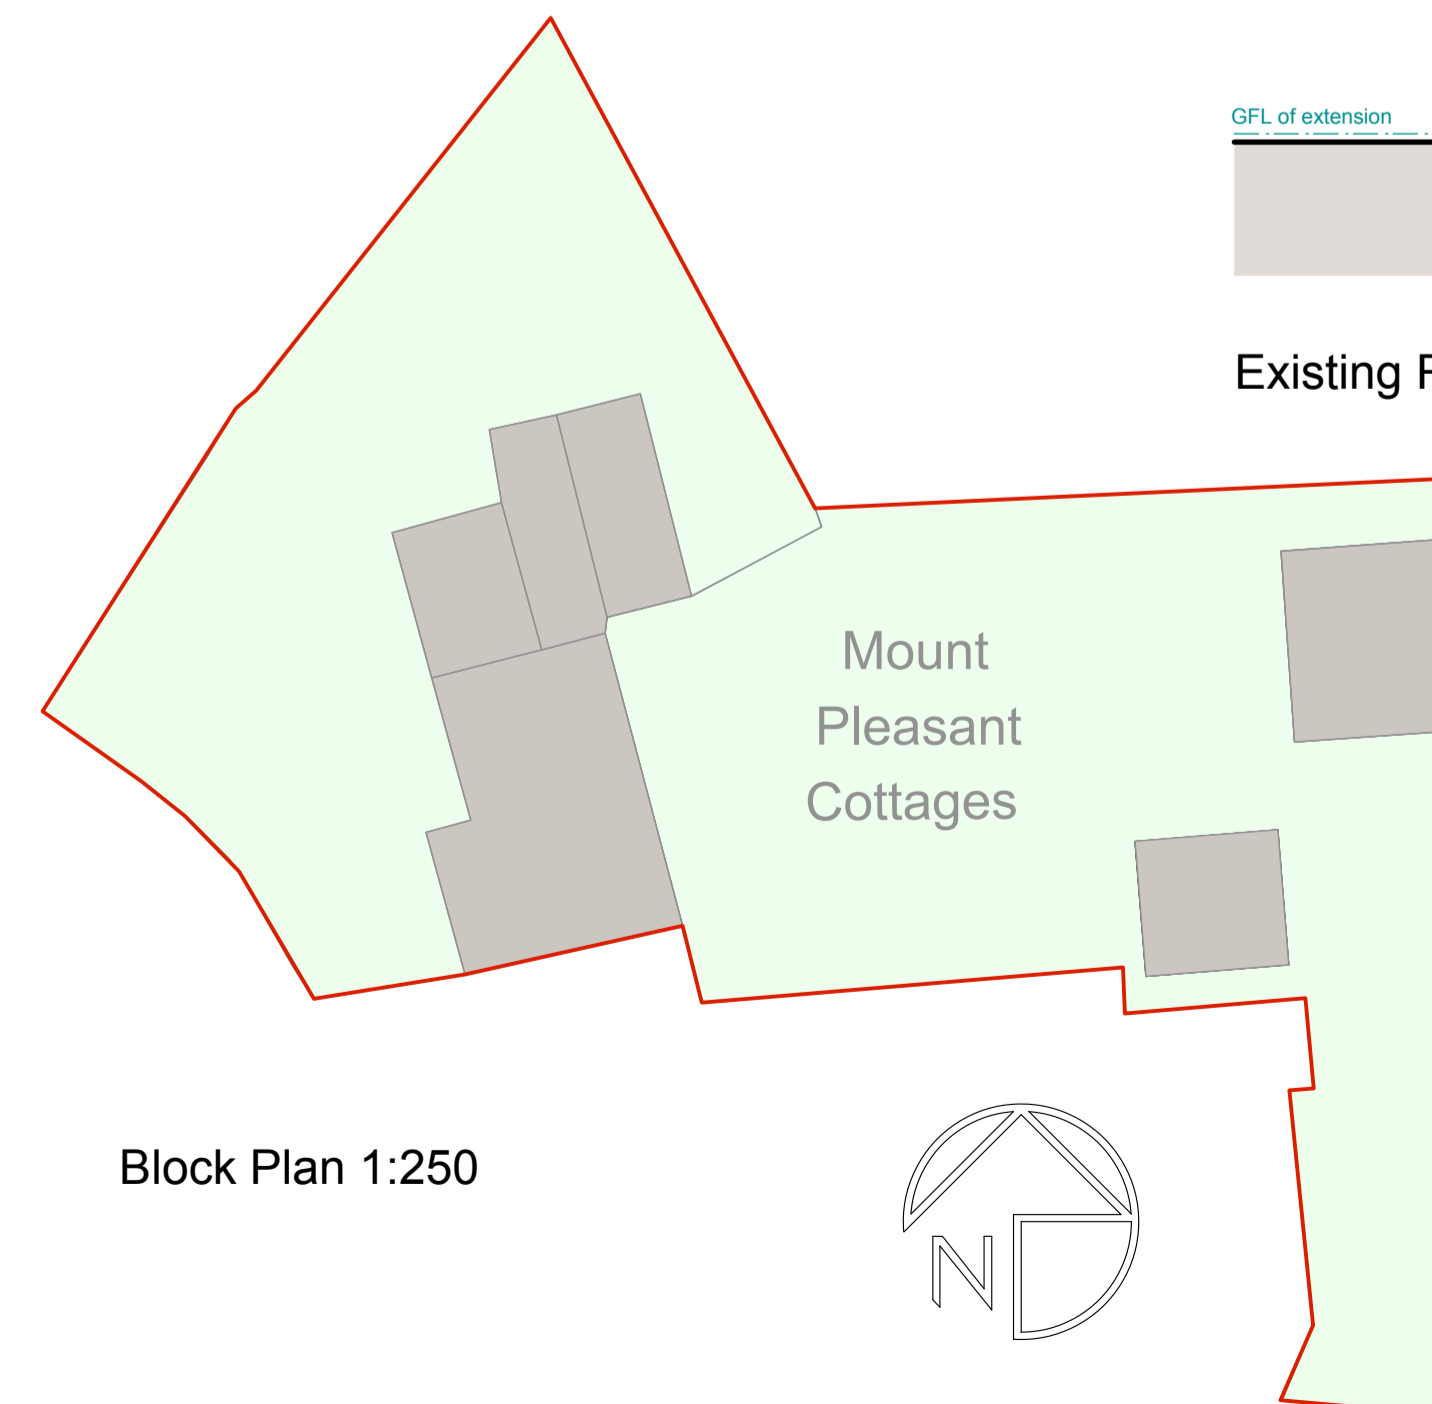 GFL of extension
Existing
Mount
Pleasant
Cottages
Block Plan 1:250
N